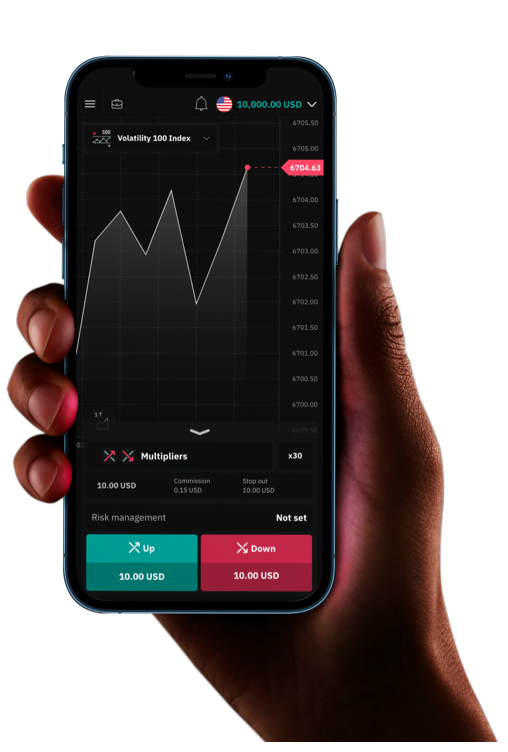 10,000.00 USD
6705.50
100
Volatility 100 Index
6705.00
6704.63
6704.00
6703.50
6703.00
6702.50
6702.00
6701.50
6701.00
6700.50
6700.00
1 T
Multipliers
x30
10.00 USD
Commission
0.15 USD
Stop out
10.00 USD
Risk management
Not set
Up
Down
10.00 USD
10.00 USD